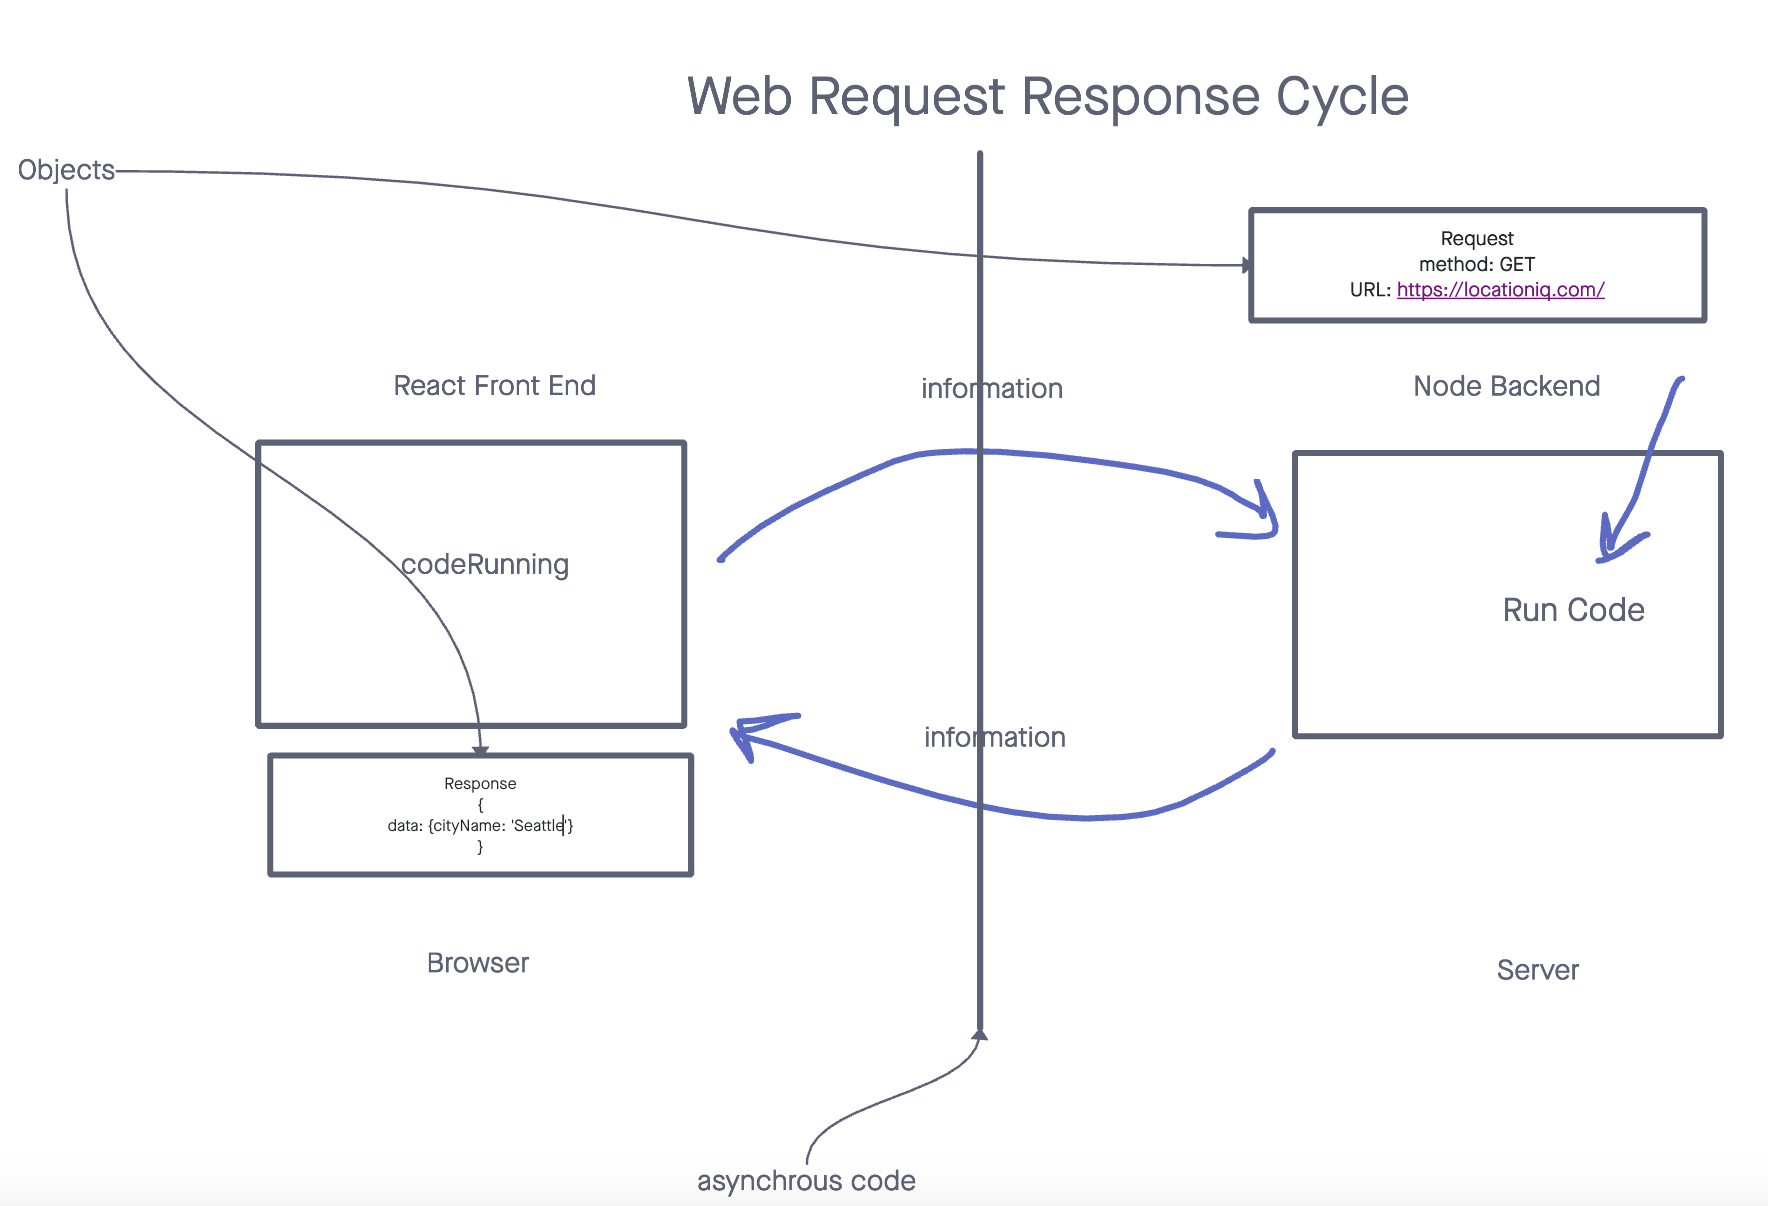 Web Request Response Cycle
Objects
Request
method: GET
URL: https://locationiq.com/
React Front End
information
Node Backend
codeRunning
Run Code
information
Response
{
data: {cityName: 'Seattle'}
}
Browser
Server
asynchrous code